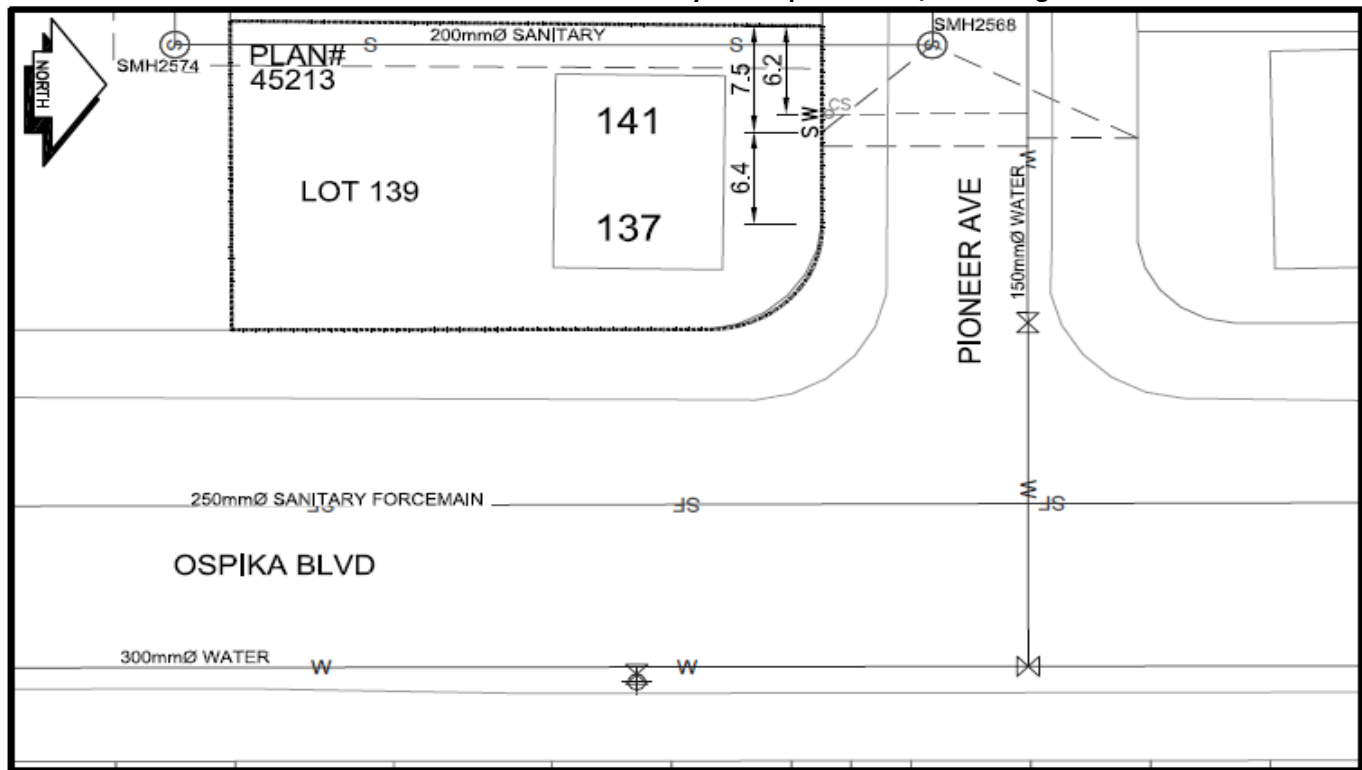 NORTH
SMH2574
S
PLAN#
45213
200mmØ SANITARY
S
S
SMH2568
S
141
137
LOT 139
7.5
6.2
6.4
S W
CS
W
PIONEER AVE
150mmØ WATER
250mmØ SANITARY FORCEMAIN
SF
SF
SF
W
OSPIKA BLVD
300mmØ WATER
W
W